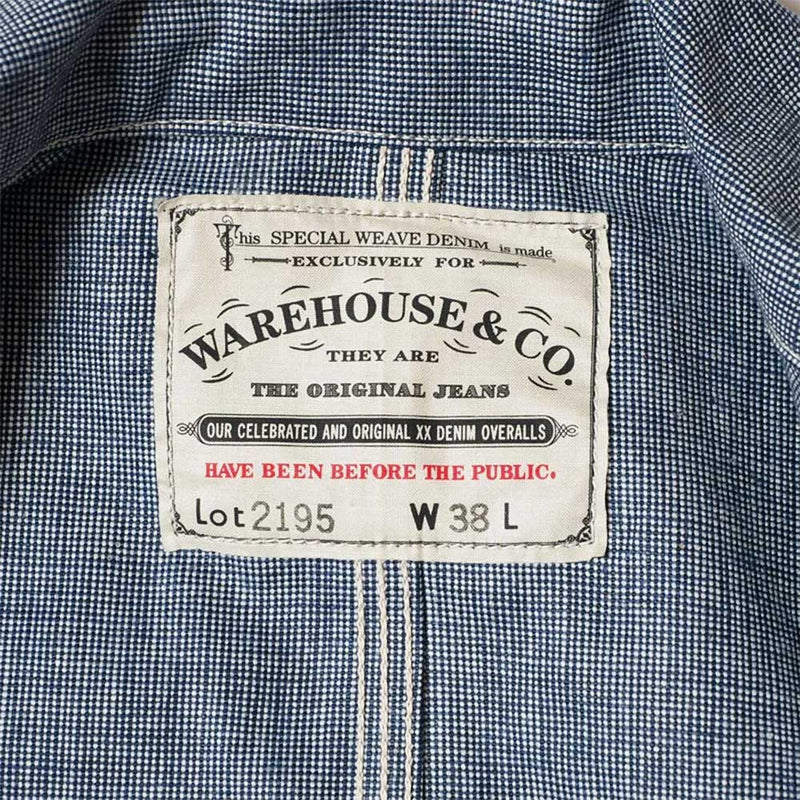 This SPECIAL WEAVE DENIM is made
EXCLUSIVELY FOR
WAREHOUSE & CO.
THEY ARE
THE ORIGINAL JEANS
OUR CELEBRATED AND ORIGINAL XX DENIM OVERALLS
HAVE BEEN BEFORE THE PUBLIC.
Lot 2195 W 38 L